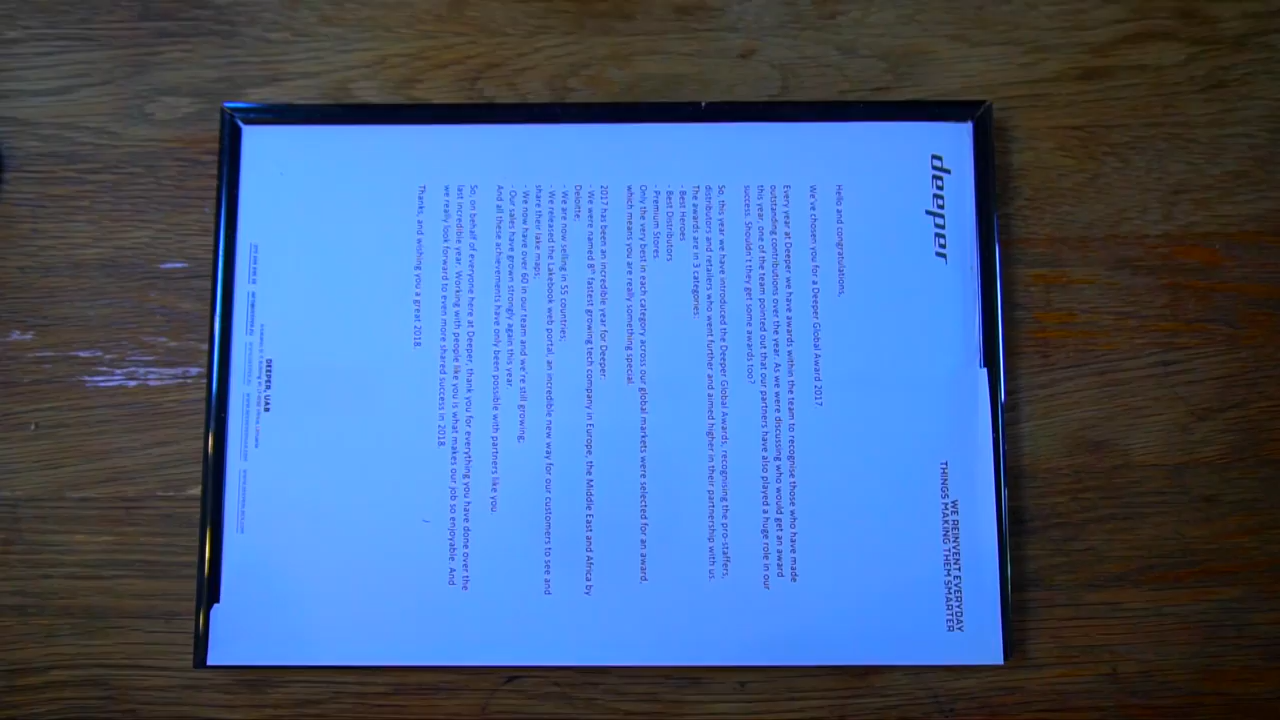 deeper
WE REINVENT EVERYDAY
THINGS MAKING THEM SMARTER
Hello and congratulations,
We've chosen you for a Deeper Global Award 2017
Every year at Deeper we have awards within the team to recognise those who have made
outstanding contributions over the year. As we were discussing who would get an award
this year, one of the team pointed out that our partners have also played a huge role in our
success. Shouldn't they get some awards too?
So, this year we have introduced the Deeper Global Awards, recognising the pro-staffers,
distributors and retailers who went further and aimed higher in their partnership with us.
The awards are in 3 categories:
- Best Heroes
- Best Distributors
- Premium Stores.
Only the very best in each category across our global markets were selected for an award,
which means you are really something special.
2017 has been an incredible year for Deeper:
- We were named 8th fastest growing tech company in Europe, the Middle East and Africa by
Deloitte;
- We are now selling in 55 countries;
- We released the Lakebook web portal, an incredible new way for our customers to see and
share their lake maps;
- We now have over 60 in our team and we're still growing;
- Our sales have grown strongly again this year.
And all these achievements have only been possible with partners like you.
So, on behalf of everyone here at Deeper, thank you for everything you have done over the
last incredible year. Working with people like you is what makes our job so enjoyable. And
we really look forward to even more shared success in 2018.
Thanks, and wishing you a great 2018.
DEEPER, UAB